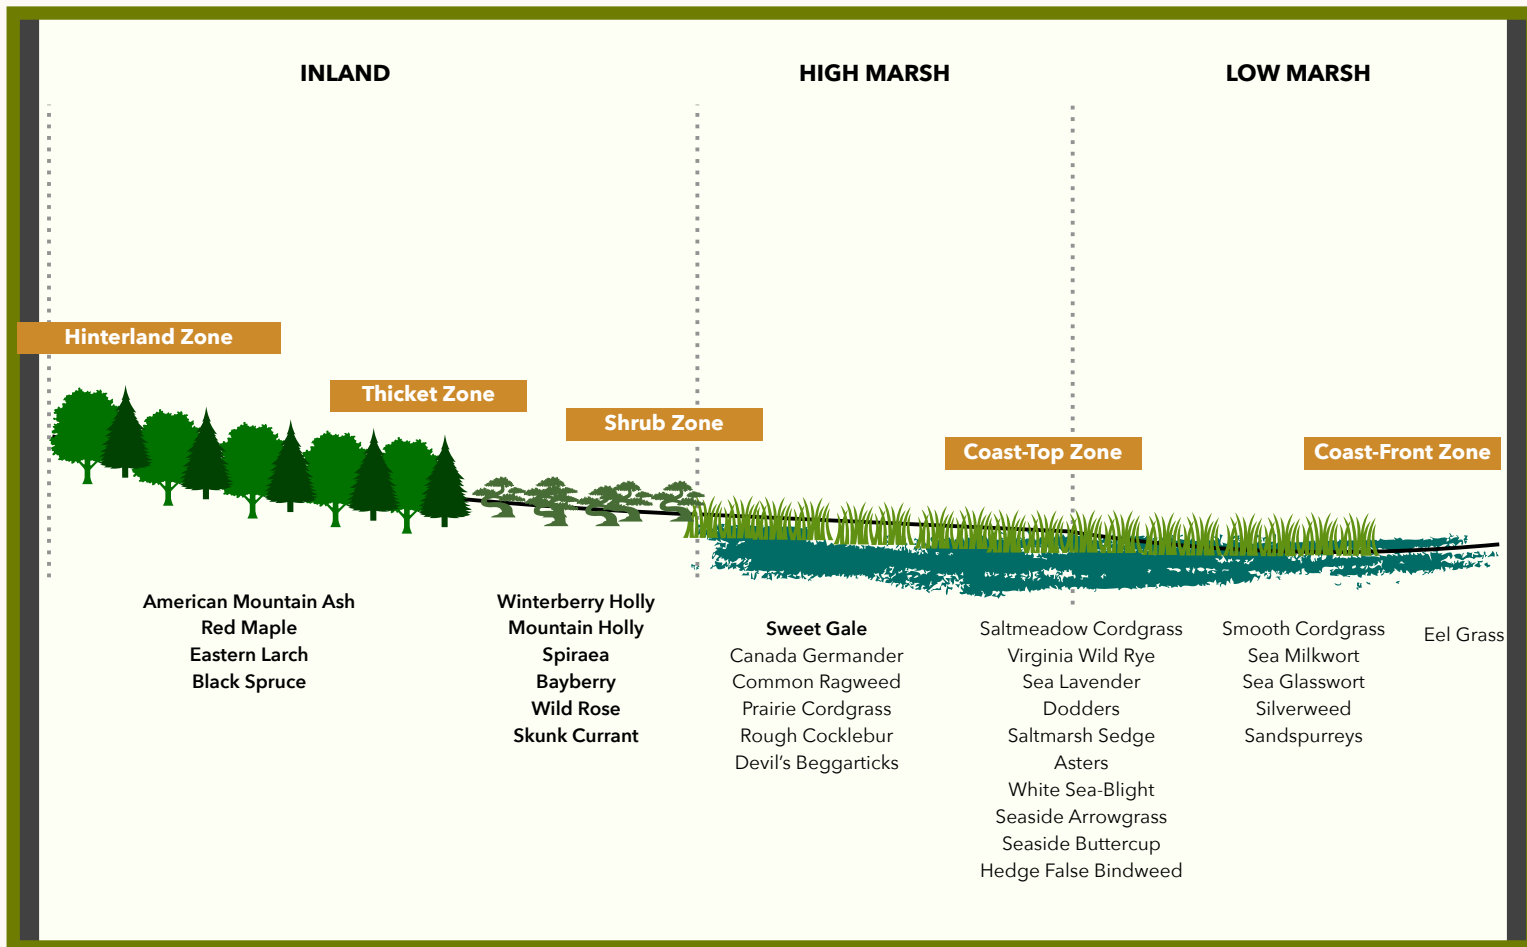 INLAND
HIGH MARSH
LOW MARSH
Hinterland Zone
Thicket Zone
Shrub Zone
Coast-Top Zone
Coast-Front Zone
American Mountain Ash
Red Maple
Eastern Larch
Black Spruce
Winterberry Holly
Mountain Holly
Spiraea
Bayberry
Wild Rose
Skunk Currant
Sweet Gale
Canada Germander
Common Ragweed
Prairie Cordgrass
Rough Cocklebur
Devil’s Beggarticks
Saltmeadow Cordgrass
Virginia Wild Rye
Sea Lavender
Dodders
Saltmarsh Sedge
Asters
White Sea-Blight
Seaside Arrowgrass
Seaside Buttercup
Hedge False Bindweed
Smooth Cordgrass
Sea Milkwort
Sea Glasswort
Silverweed
Sandspurreys
Eel Grass